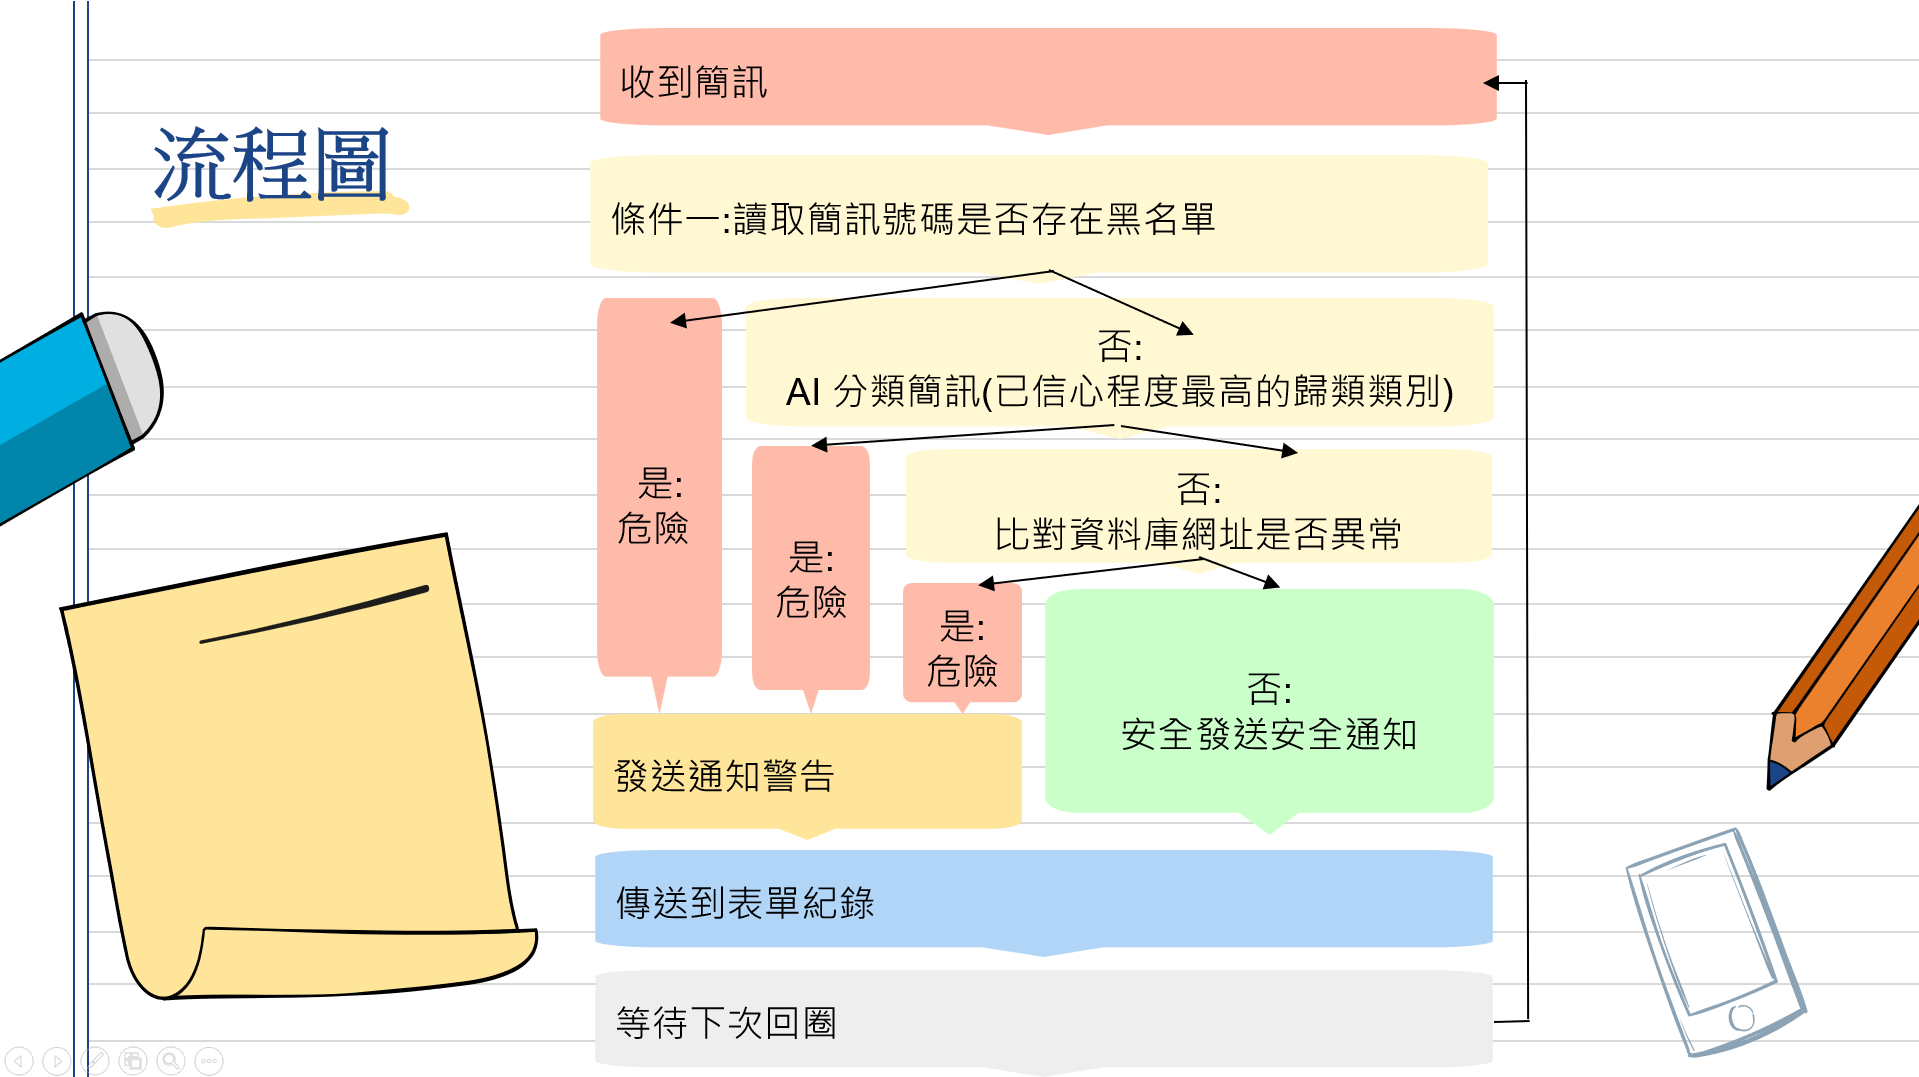 流程圖
收到簡訊
條件一:讀取簡訊號碼是否存在黑名單
否:
AI 分類簡訊(已信心程度最高的歸類類別)
是:
危險
否:
比對資料庫網址是否異常
是:
危險
是:
危險
否:
安全發送安全通知
發送通知警告
傳送到表單紀錄
等待下次回圈